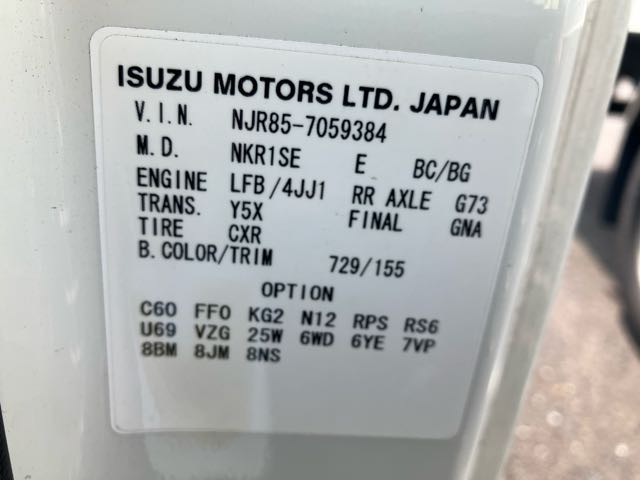 ISUZU MOTORS LTD. JAPAN
V.I.N. NJR85-7059384
M.D. NKR1SE E BC/BG
ENGINE LFB/4JJ1 RR AXLE G73
TRANS. Y5X FINAL GNA
TIRE CXR
B.COLOR/TRIM 729/155
OPTION
C60 FF0 KG2 N12 RPS RS6
U69 VZG 25W 6WD 6YE 7VP
8BM 8JM 8NS